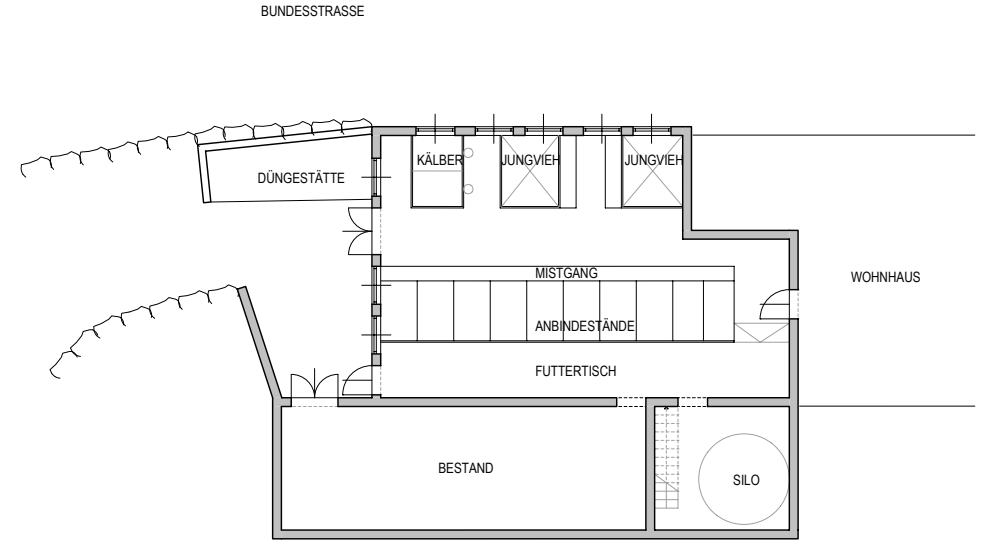 BUNDESSTRASSE
KÄLBER
JUNGVIEH
JUNGVIEH
DÜNGESTÄTTE
MISTGANG
WOHNHAUS
ANBINDESTÄNDE
FUTTERTISCH
BESTAND
SILO